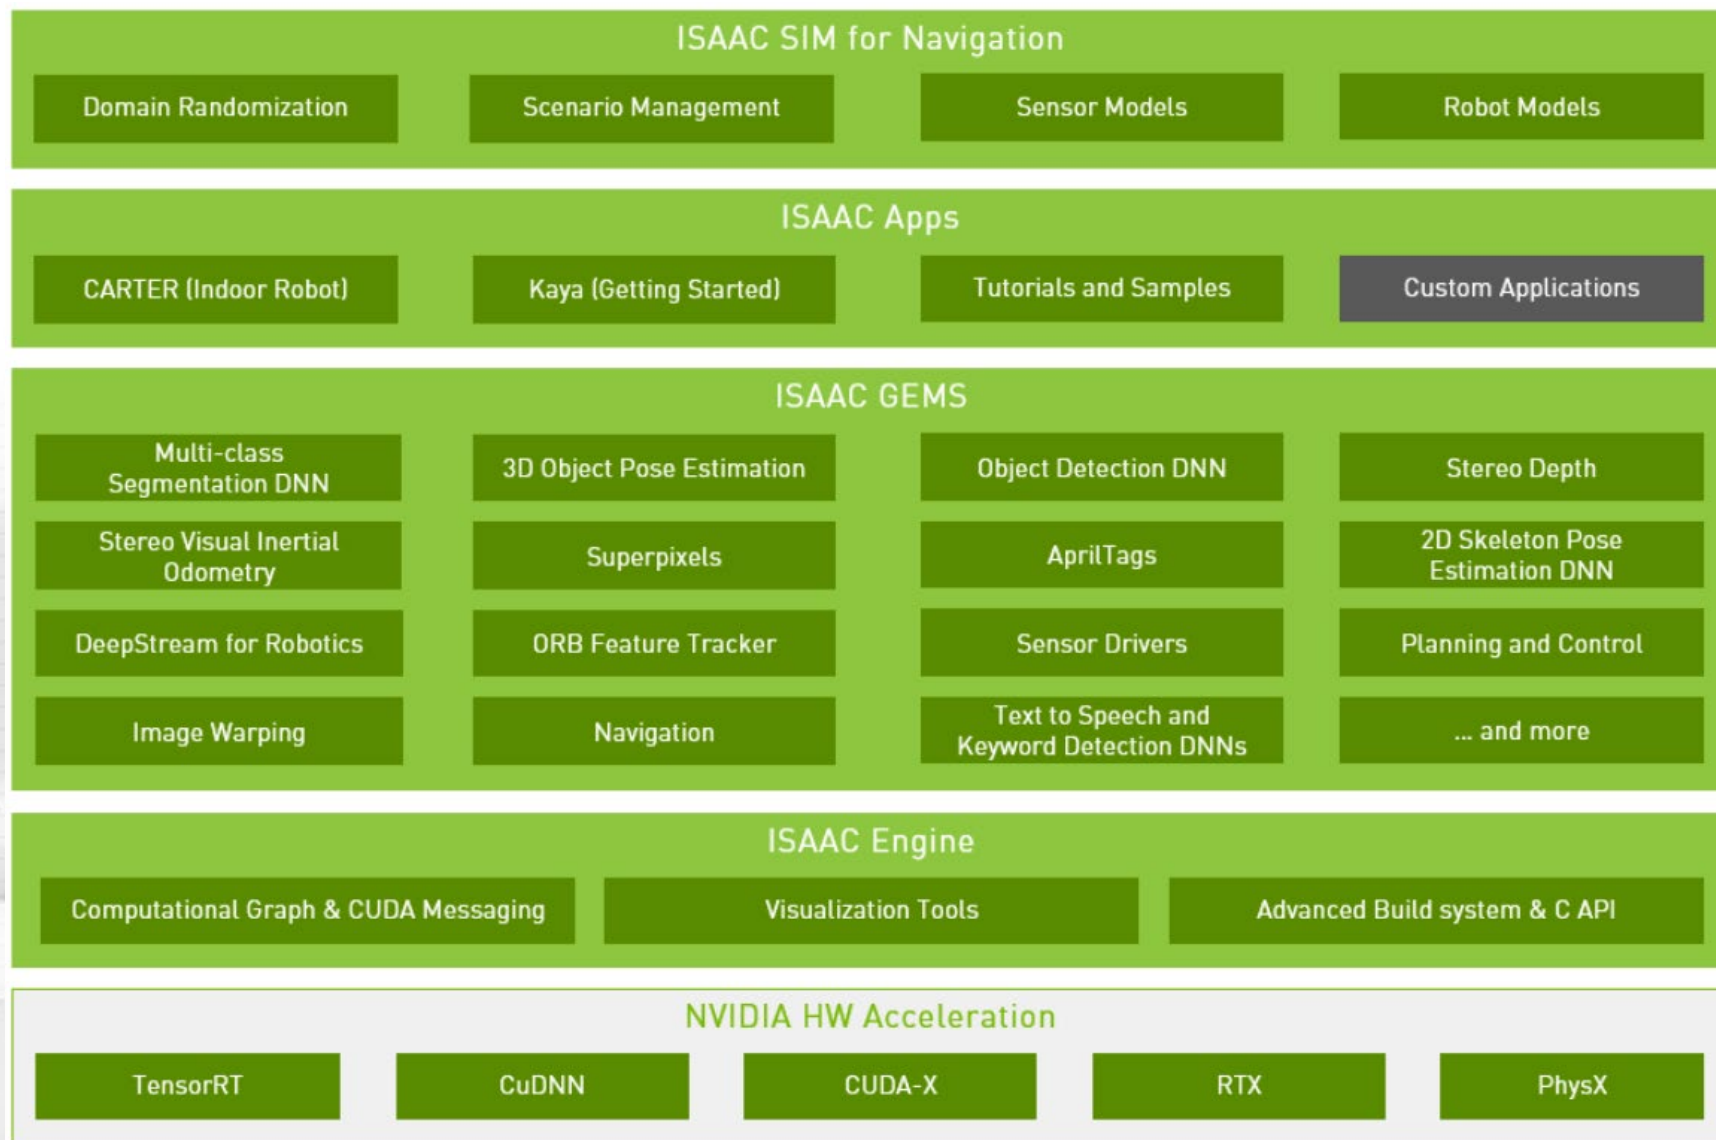 ISAAC SIM for Navigation
Domain Randomization
Scenario Management
Sensor Models
Robot Models
ISAAC Apps
CARTER (Indoor Robot)
Kaya (Getting Started)
Tutorials and Samples
Custom Applications
ISAAC GEMS
Multi-class
Segmentation DNN
3D Object Pose Estimation
Object Detection DNN
Stereo Depth
Stereo Visual Inertial
Odometry
Superpixels
AprilTags
2D Skeleton Pose
Estimation DNN
DeepStream for Robotics
ORB Feature Tracker
Sensor Drivers
Planning and Control
Image Warping
Navigation
Text to Speech and
Keyword Detection DNNs
... and more
ISAAC Engine
Computational Graph & CUDA Messaging
Visualization Tools
Advanced Build system & C API
NVIDIA HW Acceleration
TensorRT
CuDNN
CUDA-X
RTX
PhysX